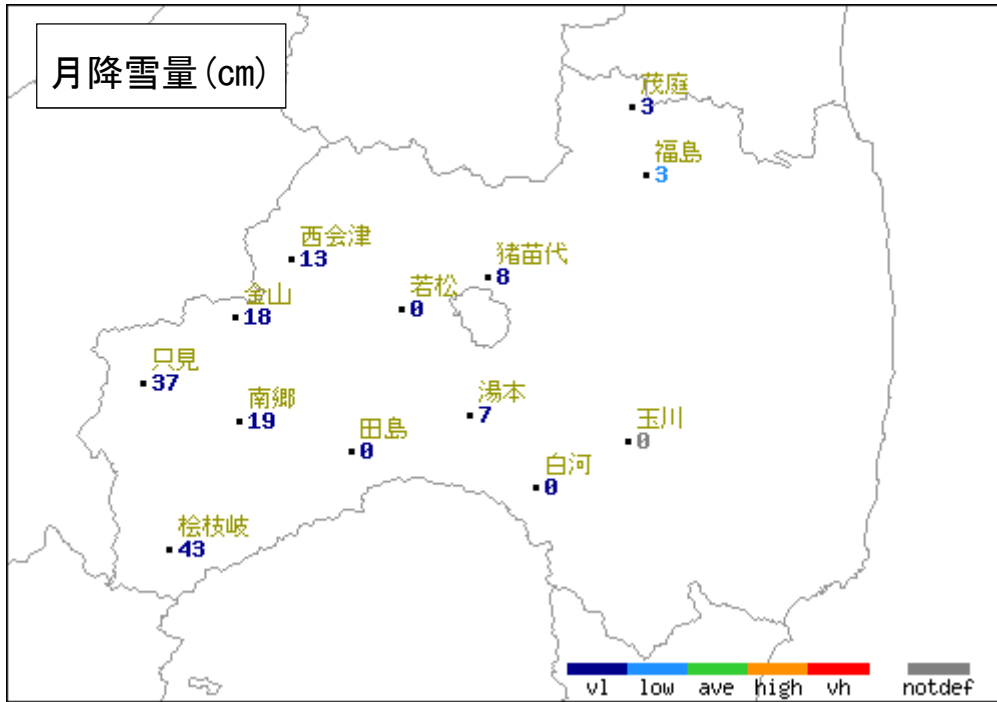 月降雪量(cm)
茂庭
3
福島
3
西会津
13
猪苗代
8
金山
18
若松
0
只見
37
南郷
19
湯本
7
田島
0
玉川
0
白河
0
桧枝岐
43
vl low ave high vh notdef